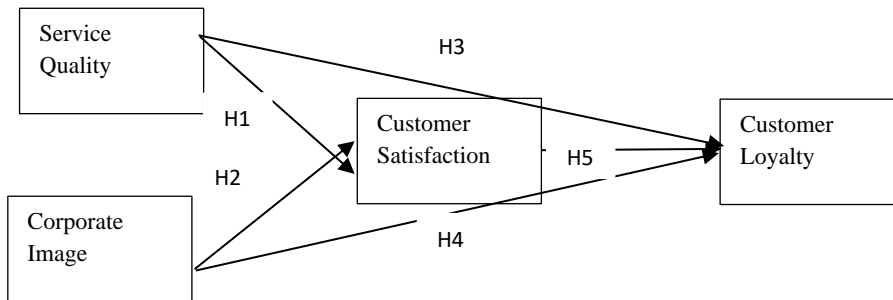 Service
Quality
H3
H1
Customer
Satisfaction
Customer
Loyalty
H5
H2
Corporate
Image
H4